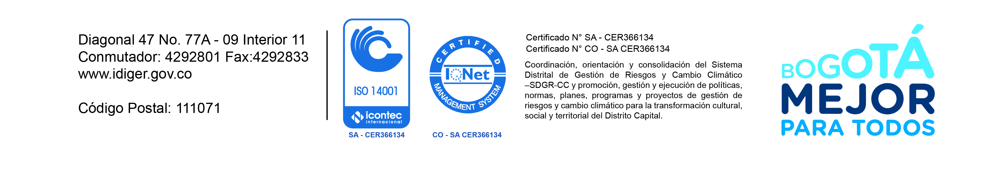 Diagonal 47 No. 77A - 09 Interior 11
Conmutador: 4292801 Fax:4292833
www.idiger.gov.co
Código Postal: 111071
ISO 14001
icontec
internacional
SA - CER366134
CERTIFIED
IQNet
MANAGEMENT SYSTEM
CO - SA CER366134
Certificado N° SA - CER366134
Certificado N° CO - SA CER366134
Coordinación, orientación y consolidación del Sistema
Distrital de Gestión de Riesgos y Cambio Climático
–SDGR-CC y promoción, gestión y ejecución de políticas,
normas, planes, programas y proyectos de gestión de
riesgos y cambio climático para la transformación cultural,
social y territorial del Distrito Capital.
BOGOTÁ
MEJOR
PARA TODOS